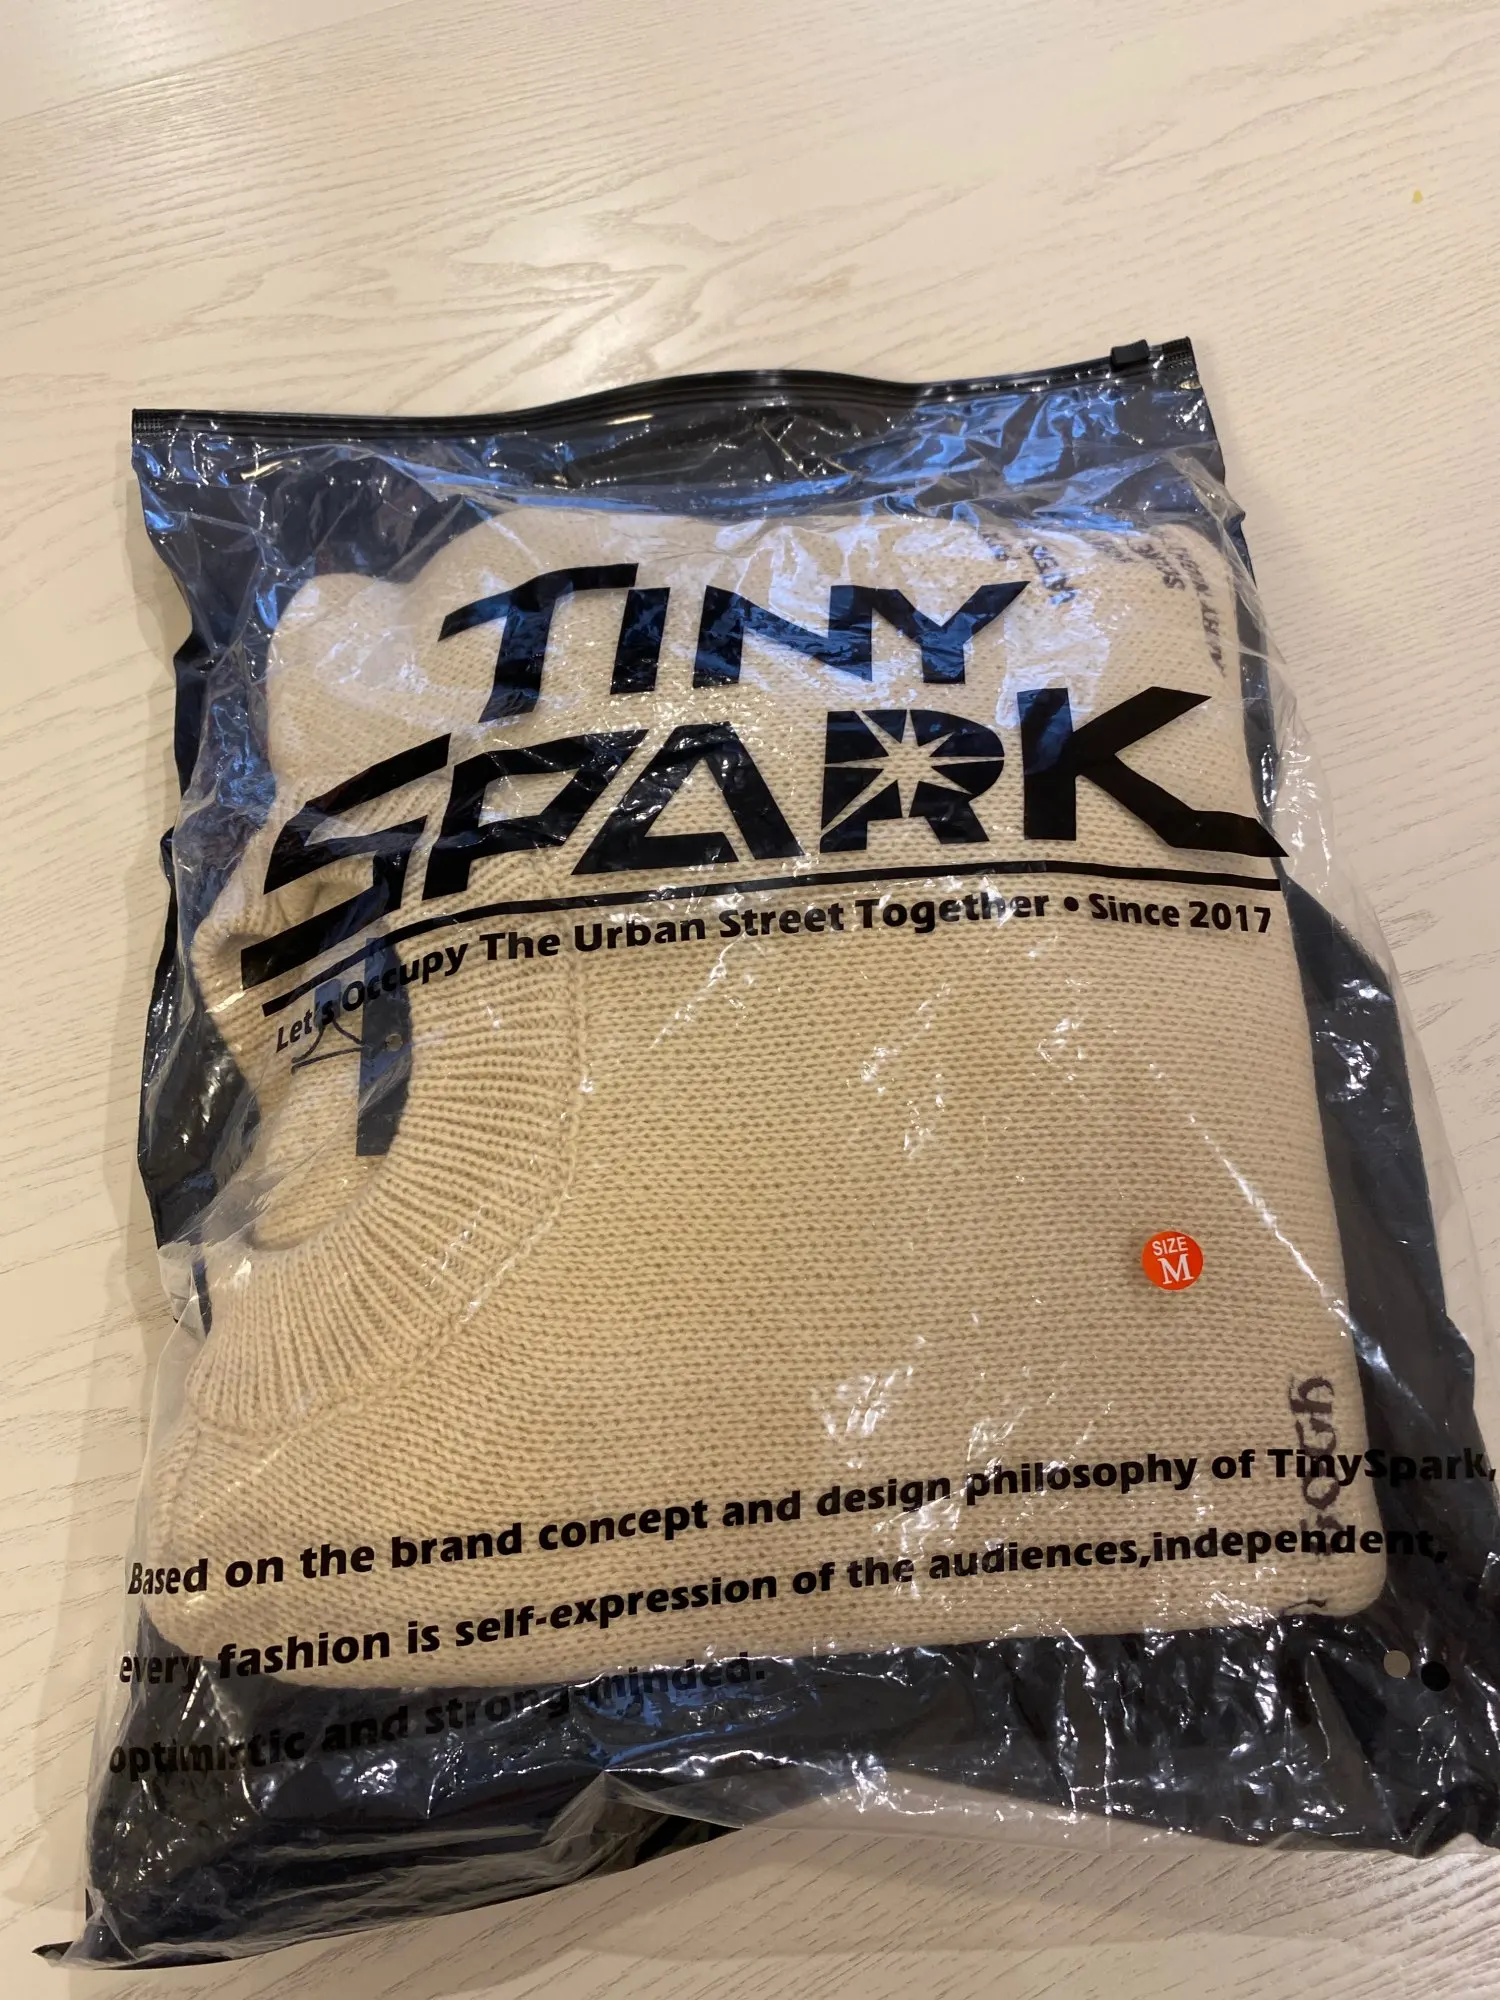 TINY
SPARK
Let's Occupy The Urban Street Together • Since 2017
SIZE
M
Based on the brand concept and design philosophy of TinySpark,
every fashion is self-expression of the audiences,independent,
optimistic and strong-minded.